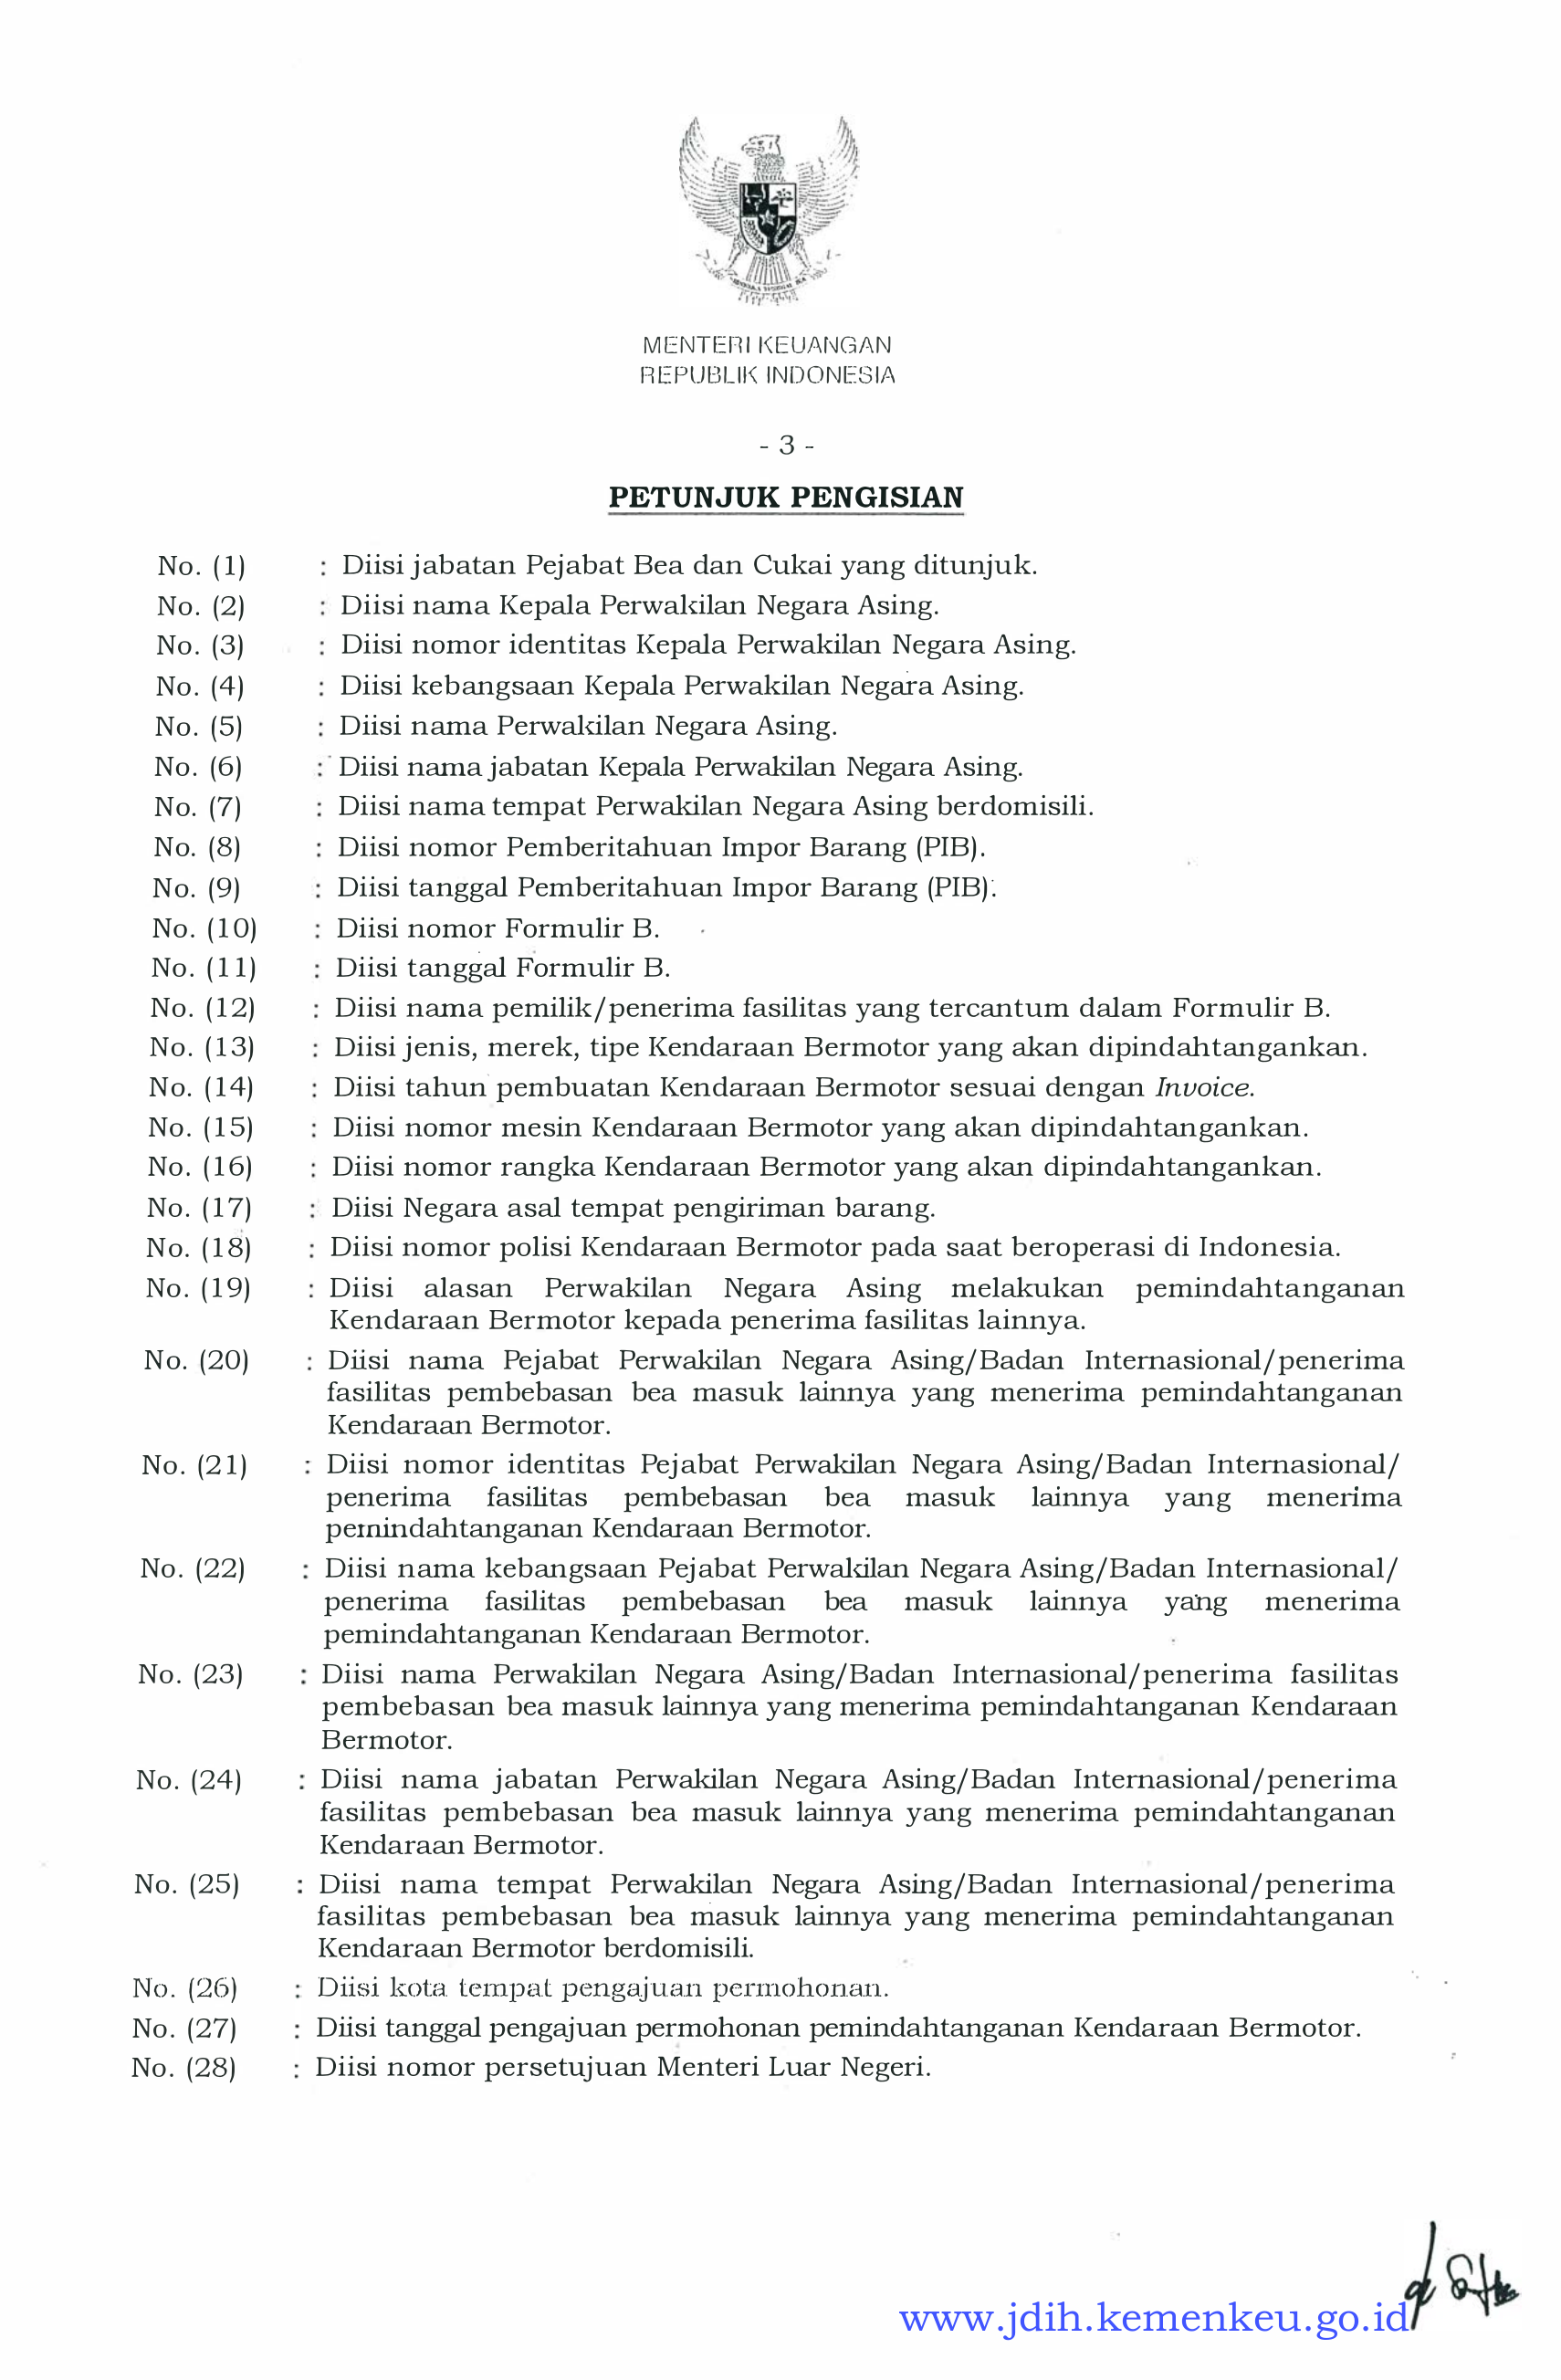 MENTERI KEUANGAN
REPUBLIK INDONESIA
- 3 -
PETUNJUK PENGISIAN
No. (1) : Diisi jabatan Pejabat Bea dan Cukai yang ditunjuk.
No. (2) : Diisi nama Kepala Perwakilan Negara Asing.
No. (3) : Diisi nomor identitas Kepala Perwakilan Negara Asing.
No. (4) : Diisi kebangsaan Kepala Perwakilan Negara Asing.
No. (5) : Diisi nama Perwakilan Negara Asing.
No. (6) : Diisi nama jabatan Kepala Perwakilan Negara Asing.
No. (7) : Diisi nama tempat Perwakilan Negara Asing berdomisili.
No. (8) : Diisi nomor Pemberitahuan Impor Barang (PIB).
No. (9) : Diisi tanggal Pemberitahuan Impor Barang (PIB).
No. (10) : Diisi nomor Formulir B.
No. (11) : Diisi tanggal Formulir B.
No. (12) : Diisi nama pemilik/penerima fasilitas yang tercantum dalam Formulir B.
No. (13) : Diisi jenis, merek, tipe Kendaraan Bermotor yang akan dipindahtangankan.
No. (14) : Diisi tahun pembuatan Kendaraan Bermotor sesuai dengan Invoice.
No. (15) : Diisi nomor mesin Kendaraan Bermotor yang akan dipindahtangankan.
No. (16) : Diisi nomor rangka Kendaraan Bermotor yang akan dipindahtangankan.
No. (17) : Diisi Negara asal tempat pengiriman barang.
No. (18) : Diisi nomor polisi Kendaraan Bermotor pada saat beroperasi di Indonesia.
No. (19) : Diisi alasan Perwakilan Negara Asing melakukan pemindahtanganan
Kendaraan Bermotor kepada penerima fasilitas lainnya.
No. (20) : Diisi nama Pejabat Perwakilan Negara Asing/Badan Internasional/penerima
fasilitas pembebasan bea masuk lainnya yang menerima pemindahtanganan
Kendaraan Bermotor.
No. (21) : Diisi nomor identitas Pejabat Perwakilan Negara Asing/Badan Internasional/
penerima fasilitas pembebasan bea masuk lainnya yang menerima
pemindahtanganan Kendaraan Bermotor.
No. (22) : Diisi nama kebangsaan Pejabat Perwakilan Negara Asing/Badan Internasional/
penerima fasilitas pembebasan bea masuk lainnya yang menerima
pemindahtanganan Kendaraan Bermotor.
No. (23) : Diisi nama Perwakilan Negara Asing/Badan Internasional/penerima fasilitas
pembebasan bea masuk lainnya yang menerima pemindahtanganan Kendaraan
Bermotor.
No. (24) : Diisi nama jabatan Perwakilan Negara Asing/Badan Internasional/penerima
fasilitas pembebasan bea masuk lainnya yang menerima pemindahtanganan
Kendaraan Bermotor.
No. (25) : Diisi nama tempat Perwakilan Negara Asing/Badan Internasional/penerima
fasilitas pembebasan bea masuk lainnya yang menerima pemindahtanganan
Kendaraan Bermotor berdomisili.
No. (26) : Diisi kota tempat pengajuan permohonan.
No. (27) : Diisi tanggal pengajuan permohonan pemindahtanganan Kendaraan Bermotor.
No. (28) : Diisi nomor persetujuan Menteri Luar Negeri.
www.jdih.kemenkeu.go.id